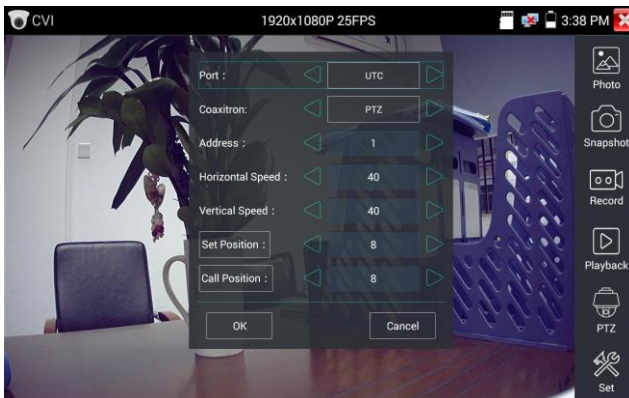 CVI
1920x1080P 25FPS
3:38 PM
Port :
UTC
Coaxitron:
PTZ
Address :
1
Horizontal Speed :
40
Vertical Speed :
40
Set Position :
8
Call Position :
8
OK
Cancel
Photo
Snapshot
Record
Playback
PTZ
Set